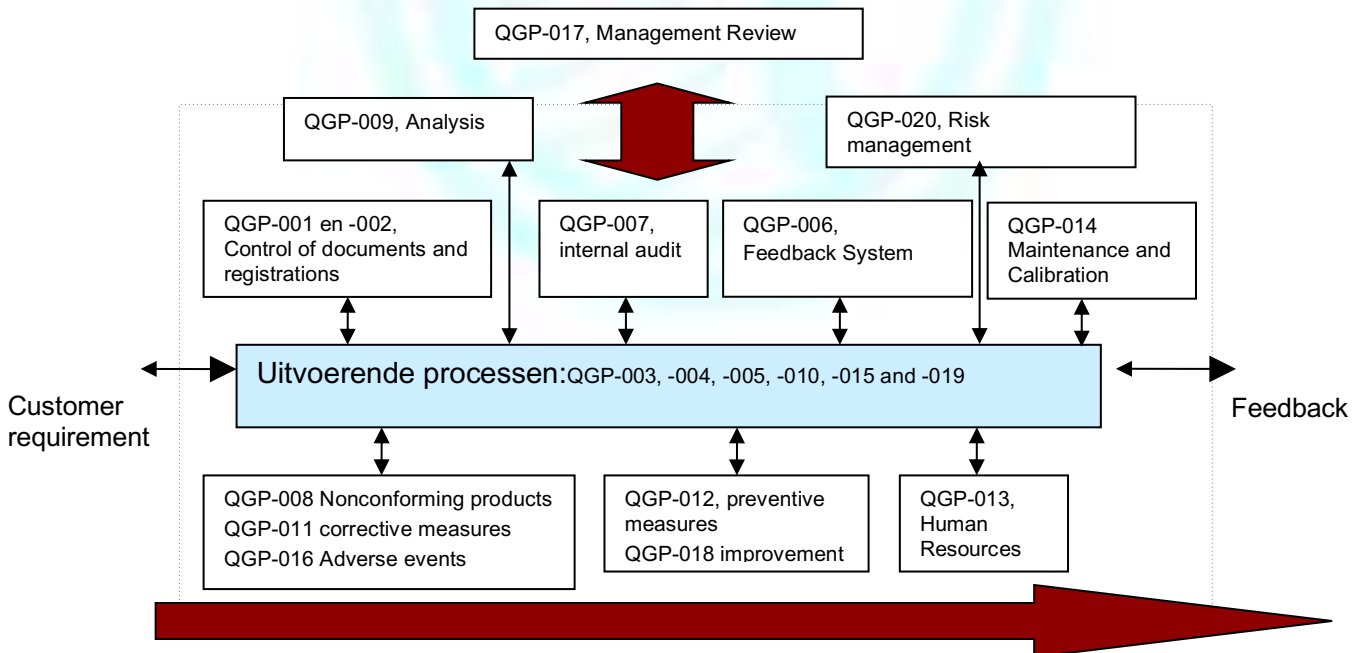 QGP-017, Management Review
QGP-009, Analysis
QGP-020, Risk
management
QGP-001 en -002,
Control of documents and
registrations
QGP-007,
internal audit
QGP-006,
Feedback System
QGP-014
Maintenance and
Calibration
Uitvoerende processen:QGP-003, -004, -005, -010, -015 and -019
Customer
requirement
Feedback
QGP-008 Nonconforming products
QGP-011 corrective measures
QGP-016 Adverse events
QGP-012, preventive
measures
QGP-018 improvement
QGP-013,
Human
Resources